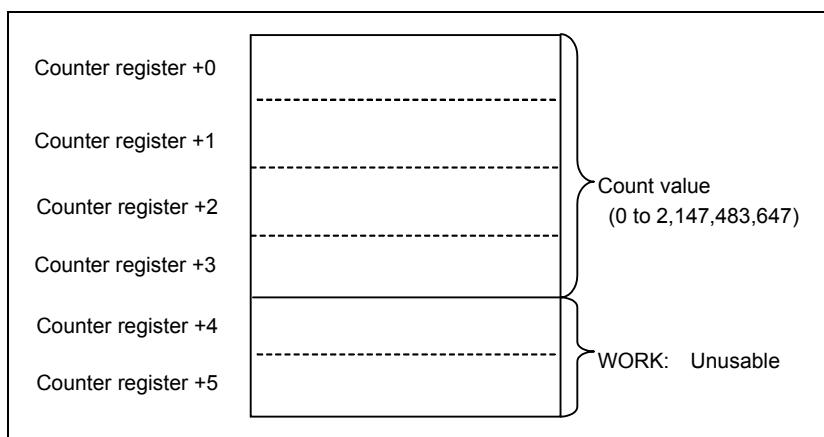 Counter register +0
Counter register +1
Counter register +2
Counter register +3
Counter register +4
Counter register +5
Count value
(0 to 2,147,483,647)
WORK: Unusable